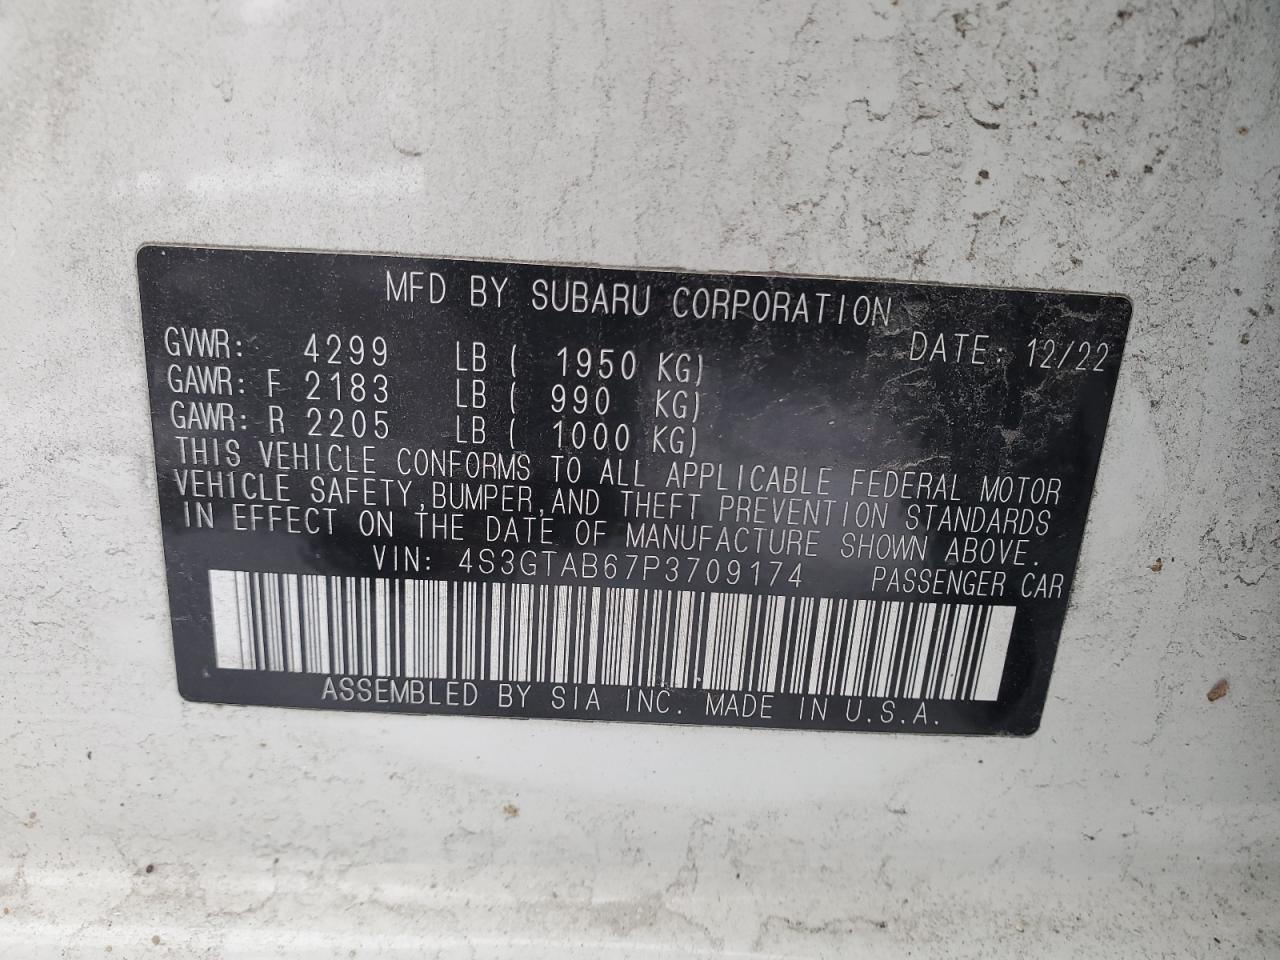 MFD BY SUBARU CORPORATION
DATE: 12/22
GVWR: 4299 LB ( 1950 KG)
GAWR: F 2183 LB ( 990 KG)
GAWR: R 2205 LB ( 1000 KG)
THIS VEHICLE CONFORMS TO ALL APPLICABLE FEDERAL MOTOR
VEHICLE SAFETY, BUMPER, AND THEFT PREVENTION STANDARDS
IN EFFECT ON THE DATE OF MANUFACTURE SHOWN ABOVE.
VIN: 4S3GTAB67P3709174 PASSENGER CAR
ASSEMBLED BY SIA INC. MADE IN U.S.A.